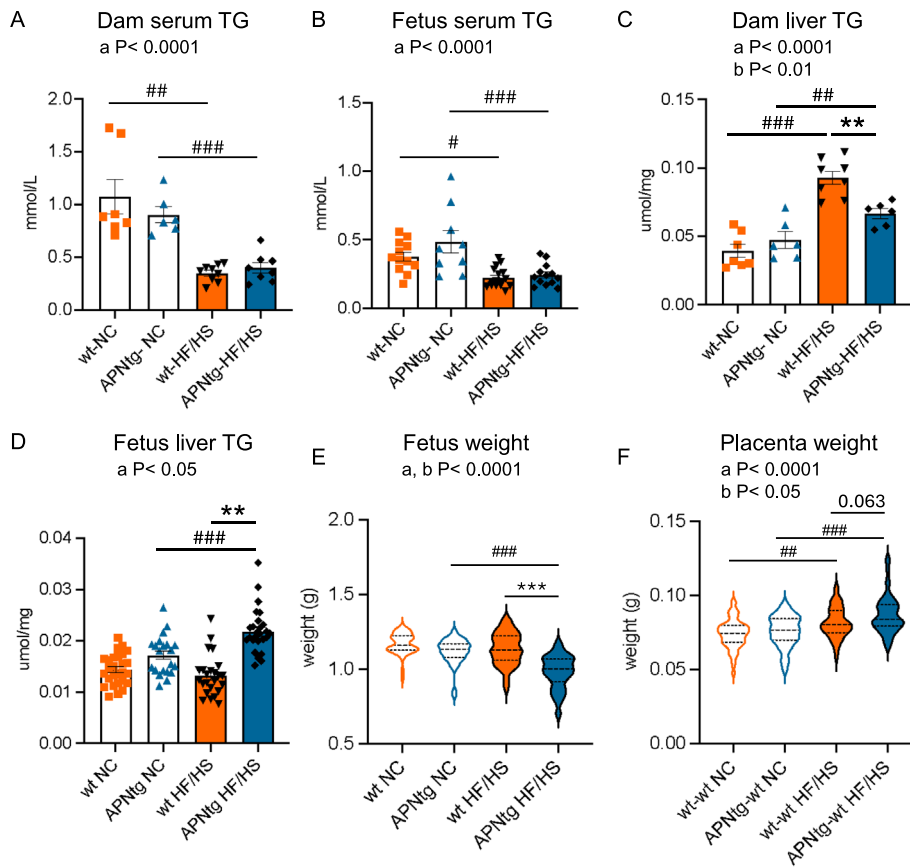 A
Dam serum TG
a P< 0.0001
##
###
2.0
1.5
1.0
0.5
0.0
mmol/L
wt-NC
APNtg- NC
wt-HF/HS
APNtg-HF/HS
B
Fetus serum TG
a P< 0.0001
###
#
1.5
1.0
0.5
0.0
mmol/L
wt-NC
APNtg- NC
wt-HF/HS
APNtg-HF/HS
C
Dam liver TG
a P< 0.0001
b P< 0.01
##
###
**
0.15
0.10
0.05
0.00
umol/mg
wt-NC
APNtg- NC
wt-HF/HS
APNtg-HF/HS
D
Fetus liver TG
a P< 0.05
**
###
0.04
0.03
0.02
0.01
0.00
umol/mg
wt NC
APNtg NC
wt HF/HS
APNtg HF/HS
E
Fetus weight
a, b P< 0.0001
###
***
2.0
1.5
1.0
0.5
weight (g)
wt NC
APNtg NC
wt HF/HS
APNtg HF/HS
F
Placenta weight
a P< 0.0001
b P< 0.05
0.063
###
##
0.15
0.10
0.05
0.00
weight (g)
wt-wt NC
APNtg-wt NC
wt-wt HF/HS
APNtg-wt HF/HS